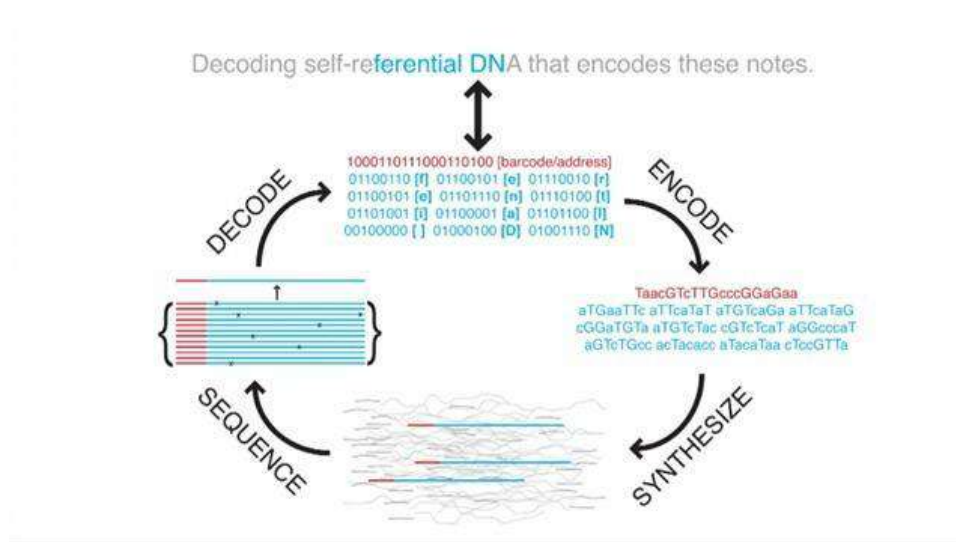 Decoding self-referential DNA that encodes these notes.
1000110111000110100 [barcode/address]
01100110 [f] 01100101 [e] 01110010 [r]
01100101 [e] 01101110 [n] 01110100 [t]
01101001 [i] 01100001 [a] 01101100 [l]
00100000 [ ] 01000100 [D] 01001110 [N]
DECODE
ENCODE
TaacGTcTTGcccGGaGaa
aTGaaTTc aTTcaTaT aTGTcaGa aTTcaTaG
cGGaTGTa aTGTcTac cGTcTcaT aGGcccaT
aGTcTGcc acTacacc aTacaTaa cTccGTTa
SEQUENCE
SYNTHESIZE